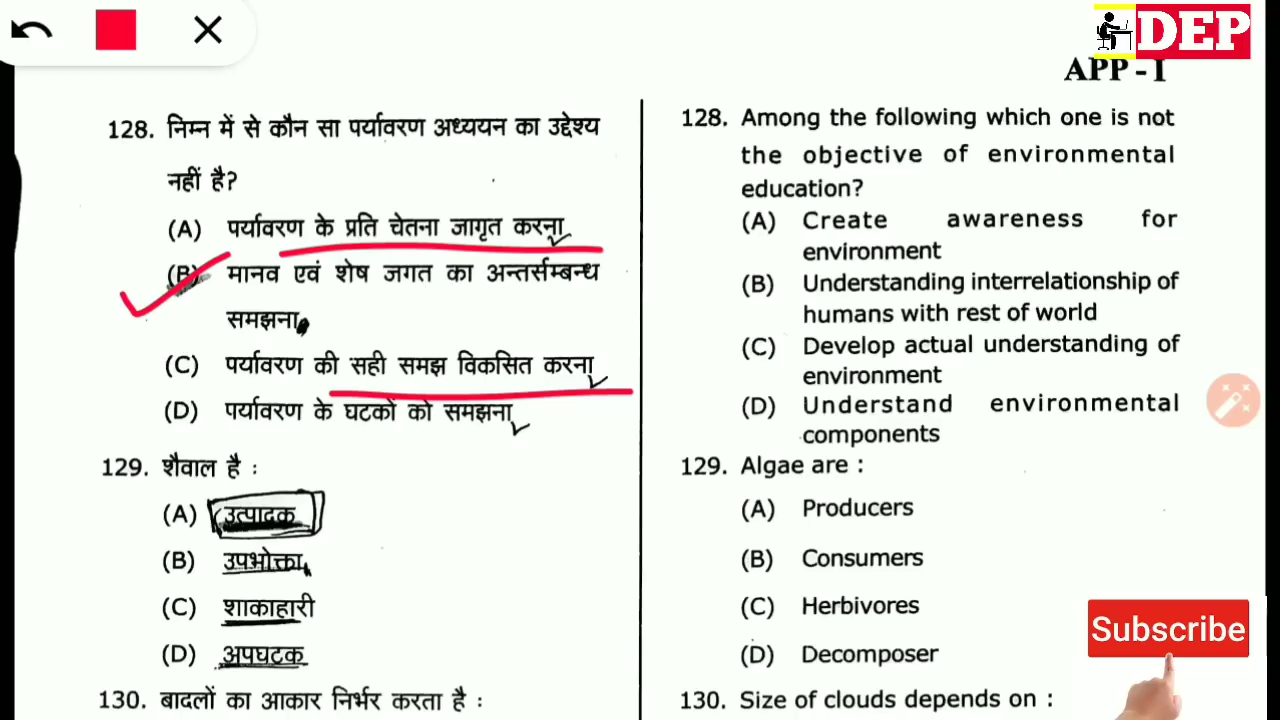 DEP
APP - I
128. निम्न में से कौन सा पर्यावरण अध्ययन का उद्देश्य
नहीं है?
(A) पर्यावरण के प्रति चेतना जागृत करना
(B) मानव एवं शेष जगत का अन्तर्सम्बन्ध
समझना
(C) पर्यावरण की सही समझ विकसित करना
(D) पर्यावरण के घटकों को समझना
129. शैवाल है :
(A) उत्पादक
(B) उपभोक्ता
(C) शाकाहारी
(D) अपघटक
130. बादलों का आकार निर्भर करता है :
128. Among the following which one is not
the objective of environmental
education?
(A) Create awareness for
environment
(B) Understanding interrelationship of
humans with rest of world
(C) Develop actual understanding of
environment
(D) Understand environmental
components
129. Algae are :
(A) Producers
(B) Consumers
(C) Herbivores
(D) Decomposer
130. Size of clouds depends on :
Subscribe